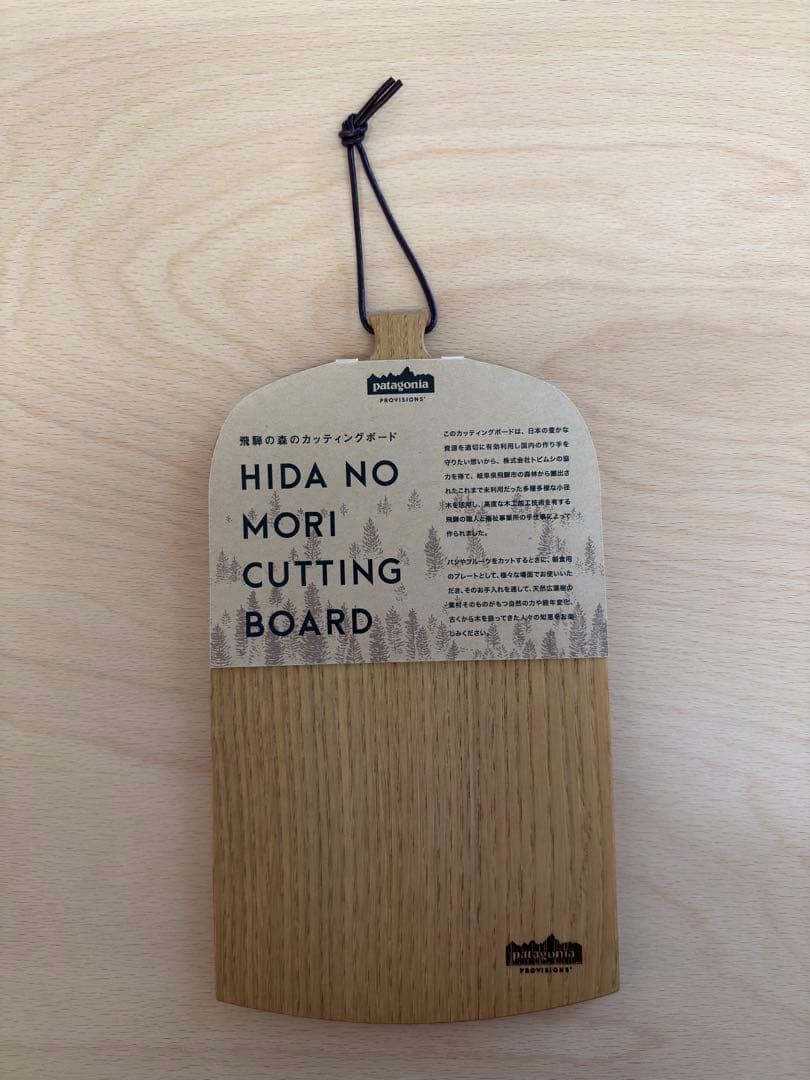 patagonia
PROVISIONS®
飛騨の森のカッティングボード
HIDA NO
MORI
CUTTING
BOARD
このカッティングボードは、日本の豊かな
資源を適切に有効利用し国内の作り手を
守りたい想いから、株式会社トビムシの協
力を得て、岐阜県飛騨市の森林から搬出さ
れたこれまで未利用だった多種多様な小径
木を活用し、高度な木工加工技術を有する
飛騨の職人と福祉事業所の手仕事によって
作られました。
パンやフルーツをカットするときに、朝食用
のプレートとして、様々な場面でお使いいた
だき、そのお手入れを通して、天然広葉樹の
素材そのものがもつ自然の力や経年変化、
古くから木を扱ってきた人々の知恵をお楽
しみください。
patagonia
PROVISIONS®